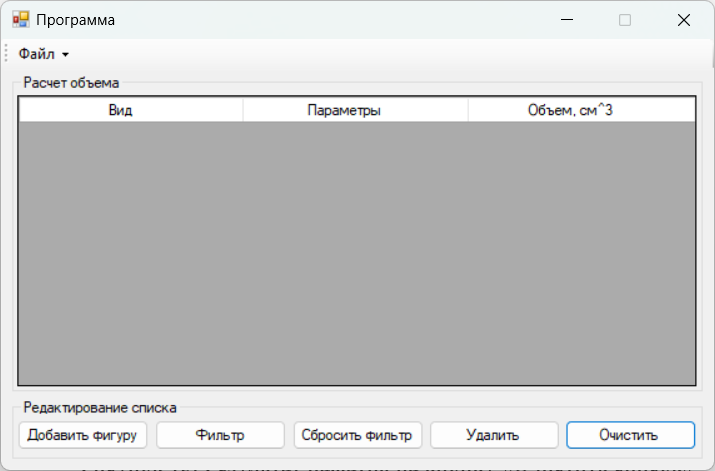 Программа
Файл
Расчет объема
Вид Параметры Объем, см^3
Редактирование списка
Добавить фигуру Фильтр Сбросить фильтр Удалить Очистить